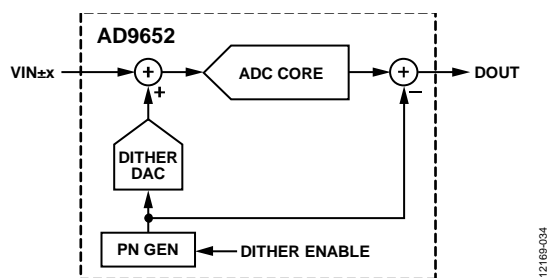 AD9652
VIN±x
+
+
ADC CORE
+
–
DOUT
DITHER
DAC
PN GEN
DITHER ENABLE
12169-034